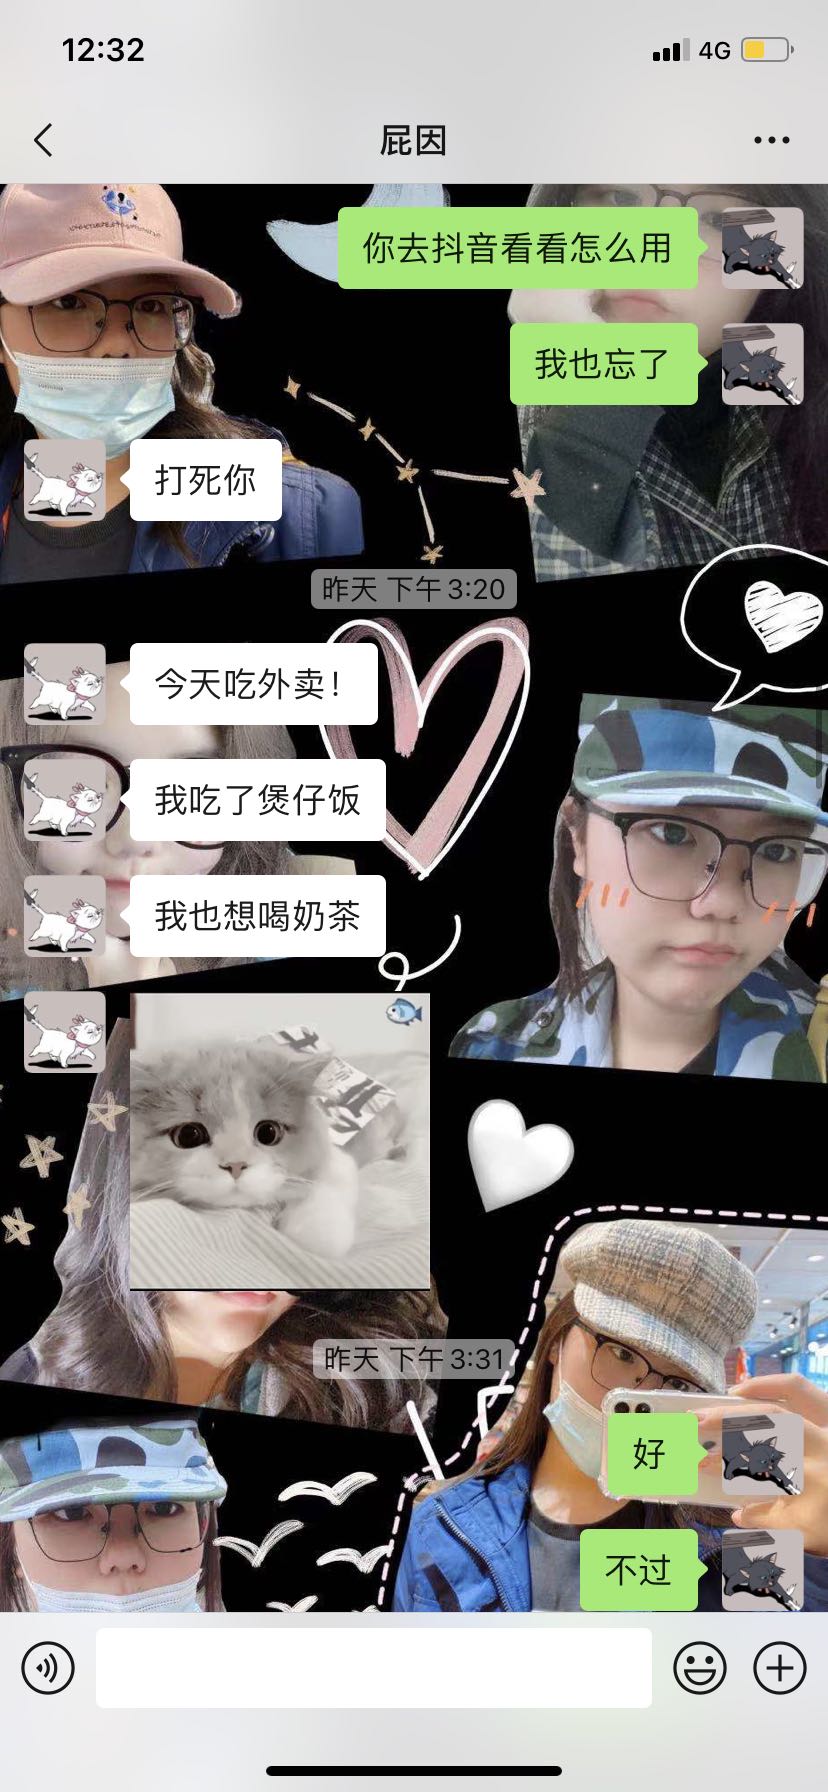 12:32
4G
屁因
你去抖音看看怎么用
我也忘了
打死你
昨天 下午 3:20
今天吃外卖！
我吃了煲仔饭
我也想喝奶茶
昨天 下午 3:31
好
不过